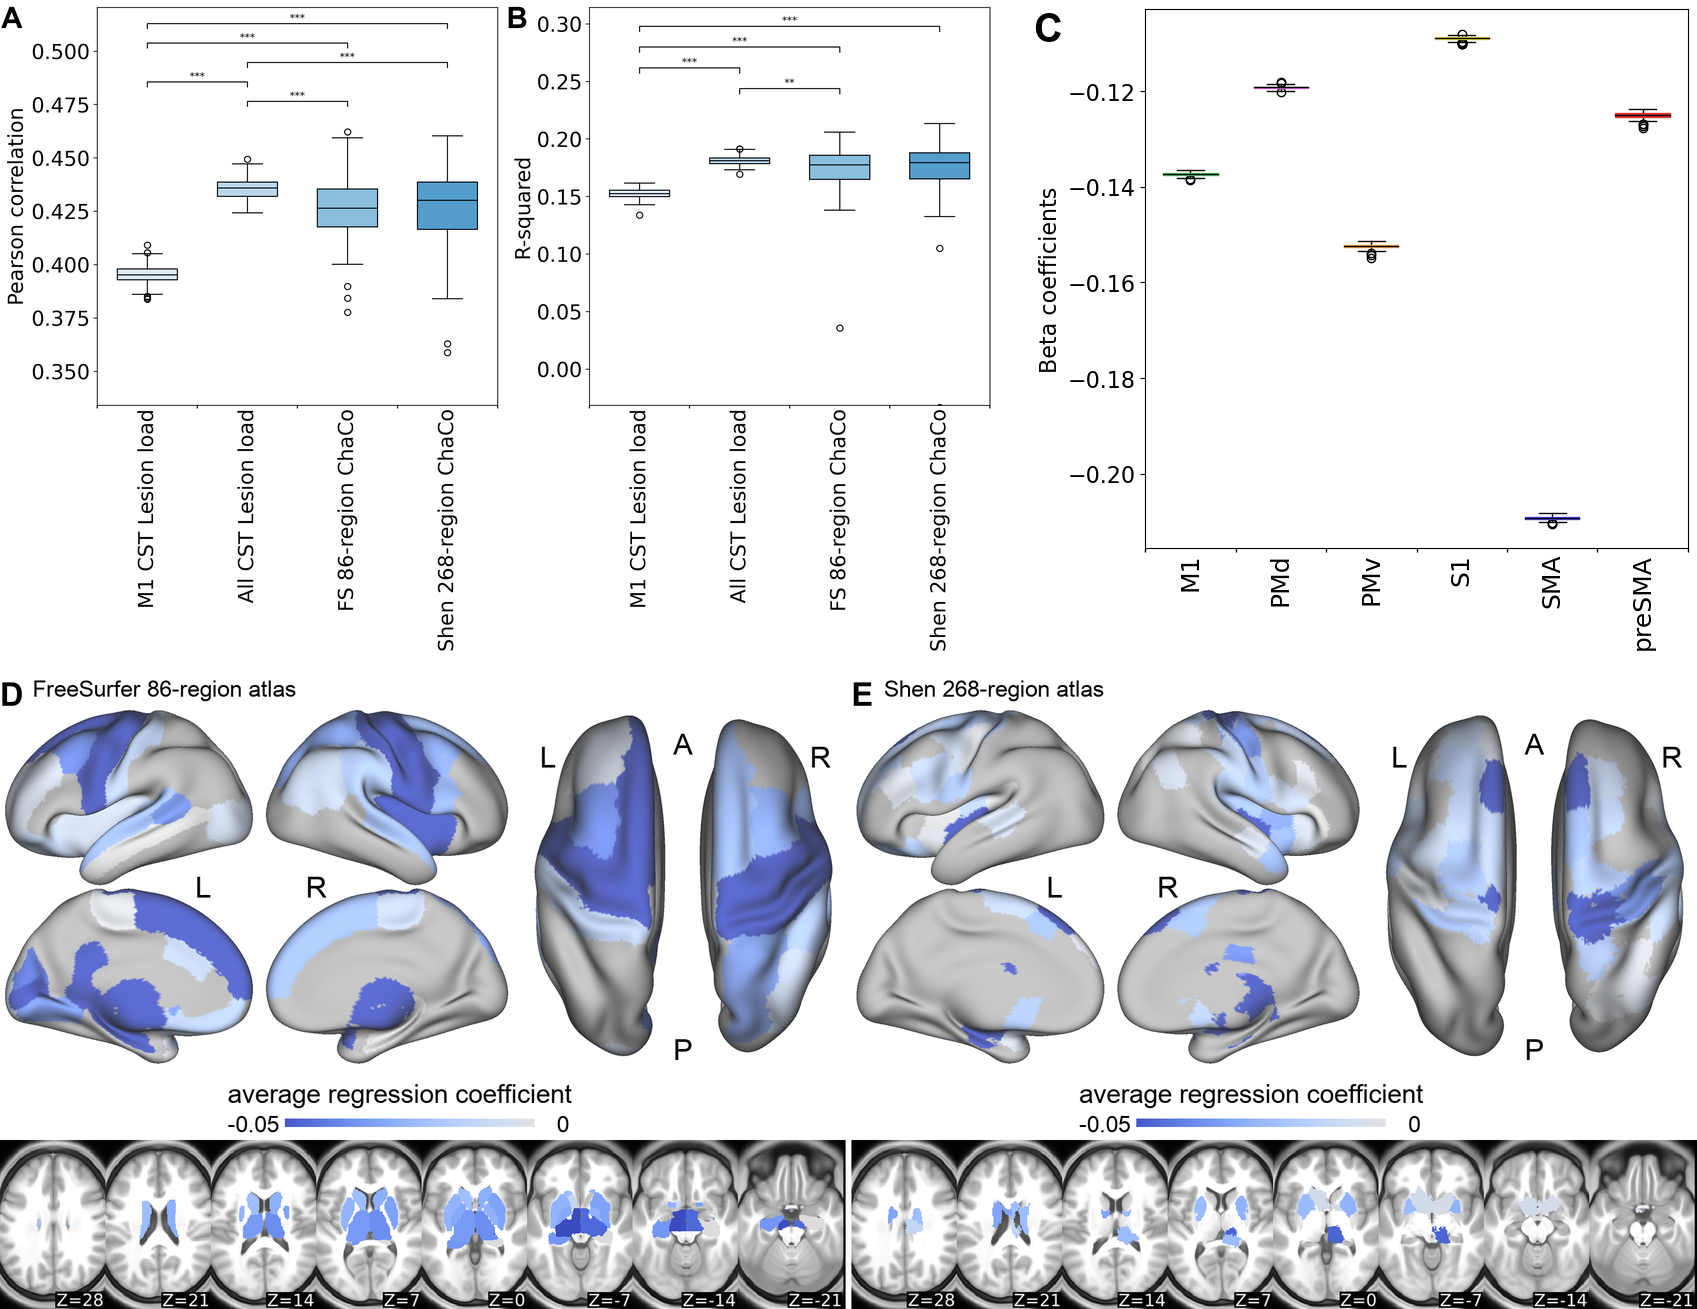 A
Pearson correlation
0.500
0.475
0.450
0.425
0.400
0.375
0.350
***
***
***
***
***
M1 CST Lesion load
All CST Lesion load
FS 86-region ChaCo
Shen 268-region ChaCo
B
R-squared
0.30
0.25
0.20
0.15
0.10
0.05
0.00
***
***
***
**
M1 CST Lesion load
All CST Lesion load
FS 86-region ChaCo
Shen 268-region ChaCo
C
Beta coefficients
−0.12
−0.14
−0.16
−0.18
−0.20
M1
PMd
PMv
S1
SMA
preSMA
D FreeSurfer 86-region atlas
L A R
L R
P
average regression coefficient
-0.05 0
Z=28 Z=21 Z=14 Z=7 Z=0 Z=-7 Z=-14 Z=-21
E Shen 268-region atlas
L A R
L R
P
average regression coefficient
-0.05 0
Z=28 Z=21 Z=14 Z=7 Z=0 Z=-7 Z=-14 Z=-21